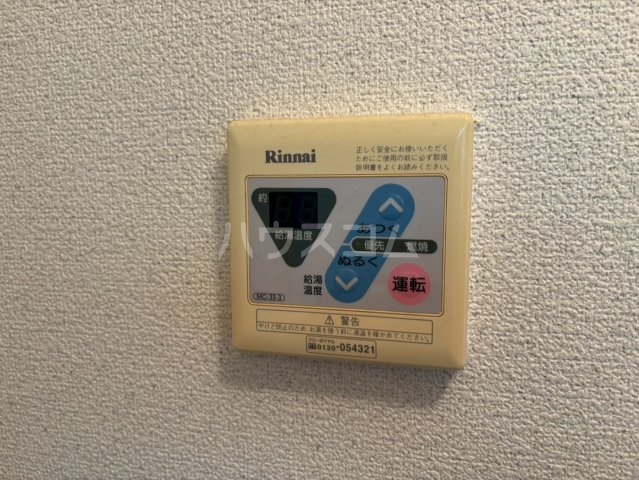 Rinnai
正しく安全にお使いいただく
ためにご使用の前に必ず取扱
説明書をよくお読みください。
約
給湯温度
あつく
優先 燃焼
ぬるく
給湯
温度
運転
MC-33-3
⚠ 警告
やけど防止のため、お湯を使う前に湯温を確かめてください。
フリーダイヤル
0120-054321
ハウスコム